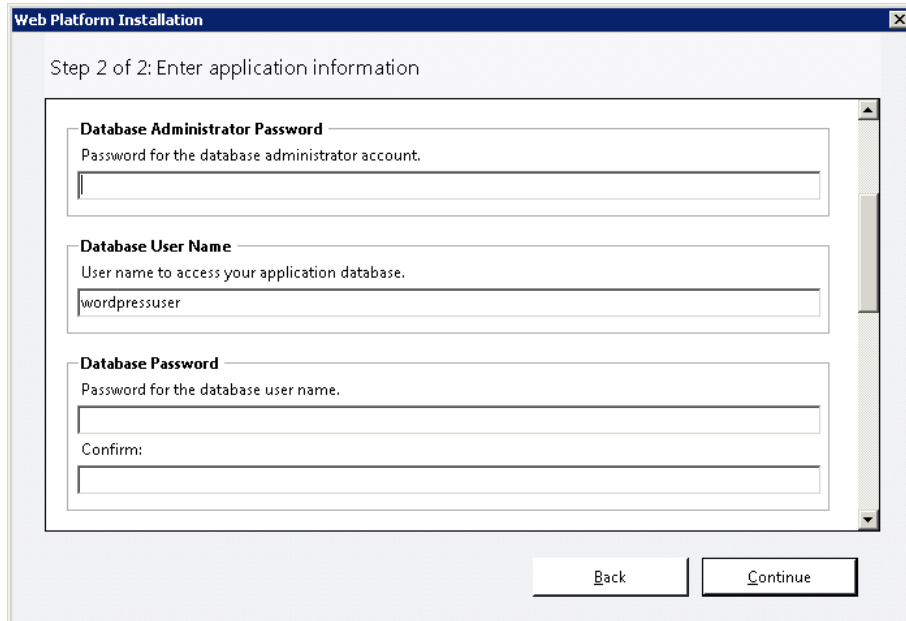 Web Platform Installation
Step 2 of 2: Enter application information
Database Administrator Password
Password for the database administrator account.
Database User Name
User name to access your application database.
wordpressuser
Database Password
Password for the database user name.
Confirm:
Back
Continue